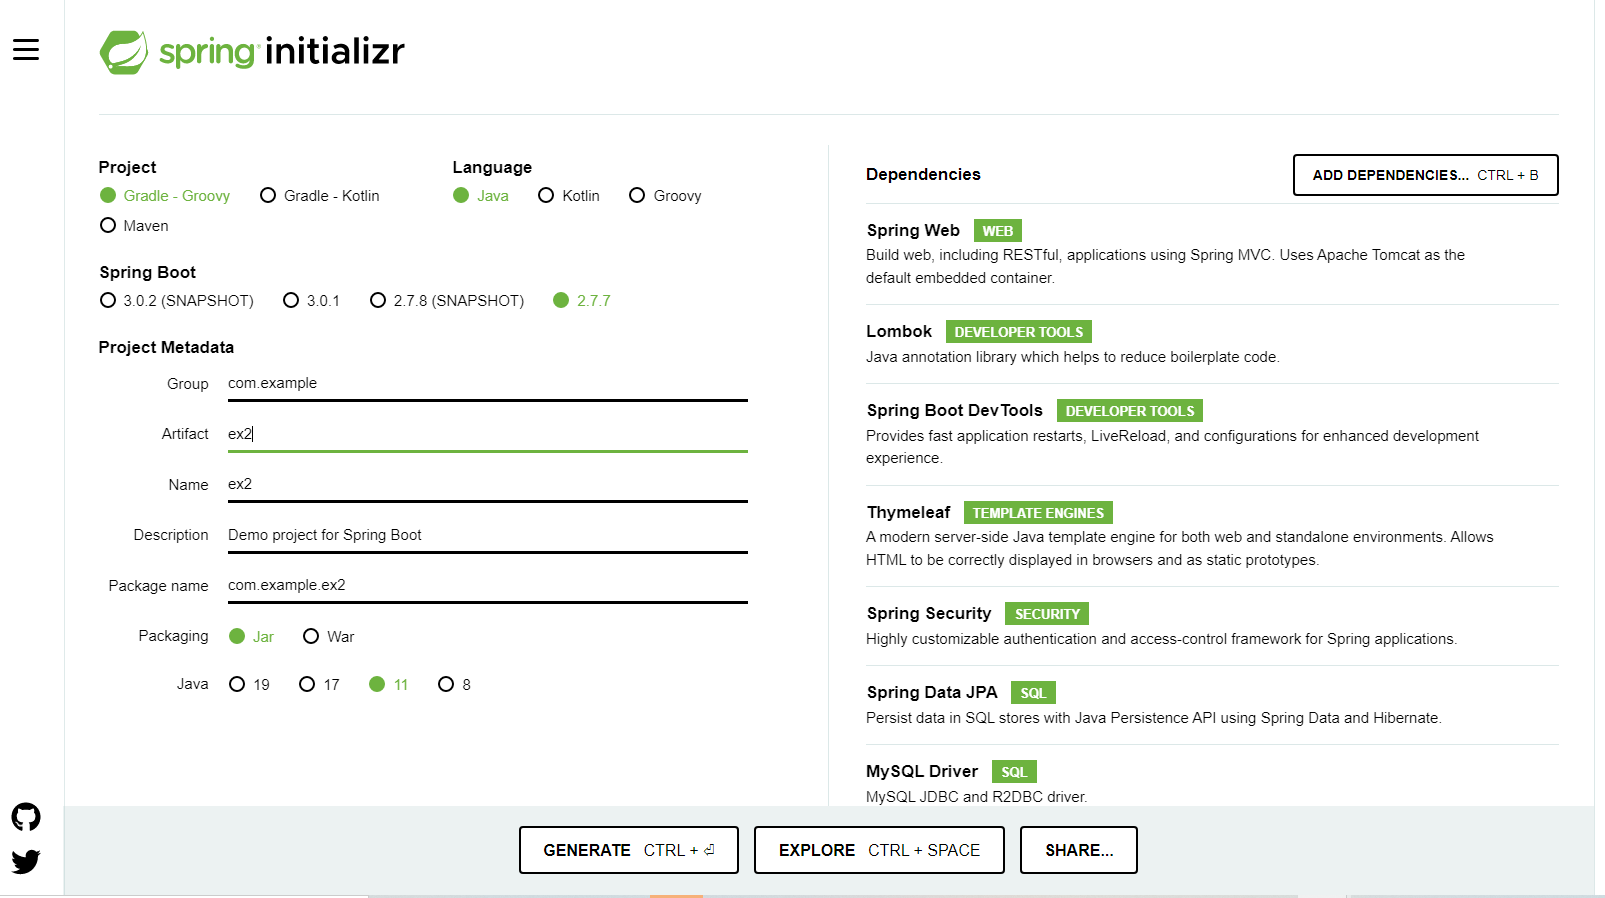 spring initializr
Project
Gradle - Groovy
Gradle - Kotlin
Maven
Language
Java
Kotlin
Groovy
Spring Boot
3.0.2 (SNAPSHOT)
3.0.1
2.7.8 (SNAPSHOT)
2.7.7
Project Metadata
Group com.example
Artifact ex2
Name ex2
Description Demo project for Spring Boot
Package name com.example.ex2
Packaging Jar War
Java 19 17 11 8
Dependencies
ADD DEPENDENCIES... CTRL + B
Spring Web WEB
Build web, including RESTful, applications using Spring MVC. Uses Apache Tomcat as the
default embedded container.
Lombok DEVELOPER TOOLS
Java annotation library which helps to reduce boilerplate code.
Spring Boot DevTools DEVELOPER TOOLS
Provides fast application restarts, LiveReload, and configurations for enhanced development
experience.
Thymeleaf TEMPLATE ENGINES
A modern server-side Java template engine for both web and standalone environments. Allows
HTML to be correctly displayed in browsers and as static prototypes.
Spring Security SECURITY
Highly customizable authentication and access-control framework for Spring applications.
Spring Data JPA SQL
Persist data in SQL stores with Java Persistence API using Spring Data and Hibernate.
MySQL Driver SQL
MySQL JDBC and R2DBC driver.
GENERATE CTRL + ⏎
EXPLORE CTRL + SPACE
SHARE...